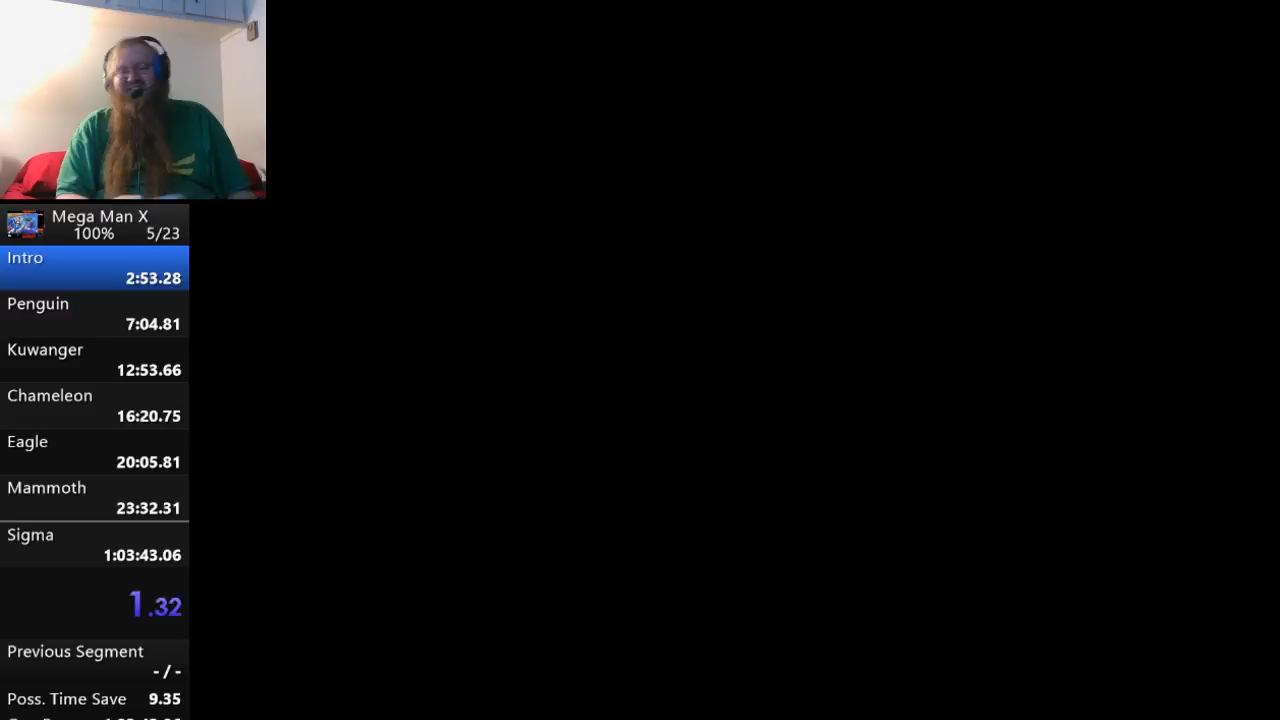 Mega Man X
100% 5/23
Intro
2:53.28
Penguin
7:04.81
Kuwanger
12:53.66
Chameleon
16:20.75
Eagle
20:05.81
Mammoth
23:32.31
Sigma
1:03:43.06
1.32
Previous Segment
- / -
Poss. Time Save 9.35